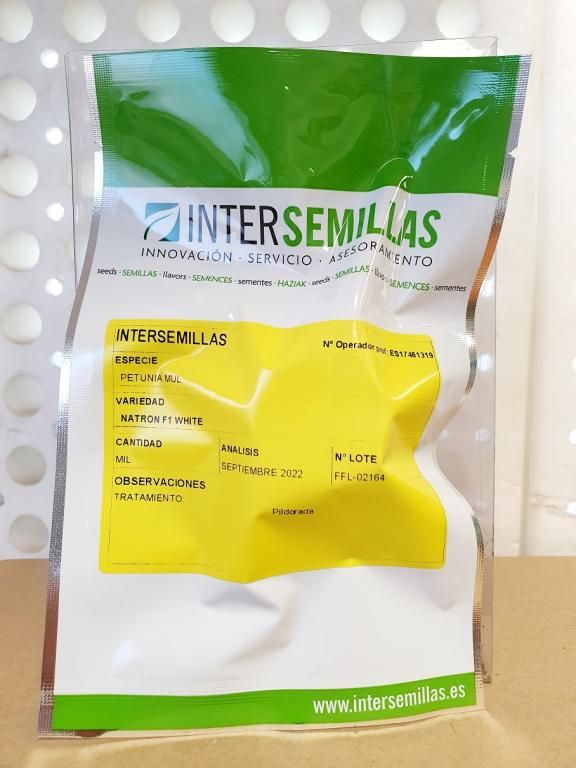 INTERSEMILLAS
INNOVACIÓN · SERVICIO · ASESORAMIENTO
seeds · SEMILLAS · llavors · SEMENCES · sementes · HAZIAK · seeds · SEMILLAS · SEMENCES · sementes
INTERSEMILLAS
Nº Operador : ES17461319
ESPECIE
PETUNIA MUL
VARIEDAD
NATRON F1 WHITE
CANTIDAD
MIL
ANALISIS
SEPTIEMBRE 2022
Nº LOTE
FFL-02164
OBSERVACIONES
TRATAMIENTO
Pildorada
www.intersemillas.es